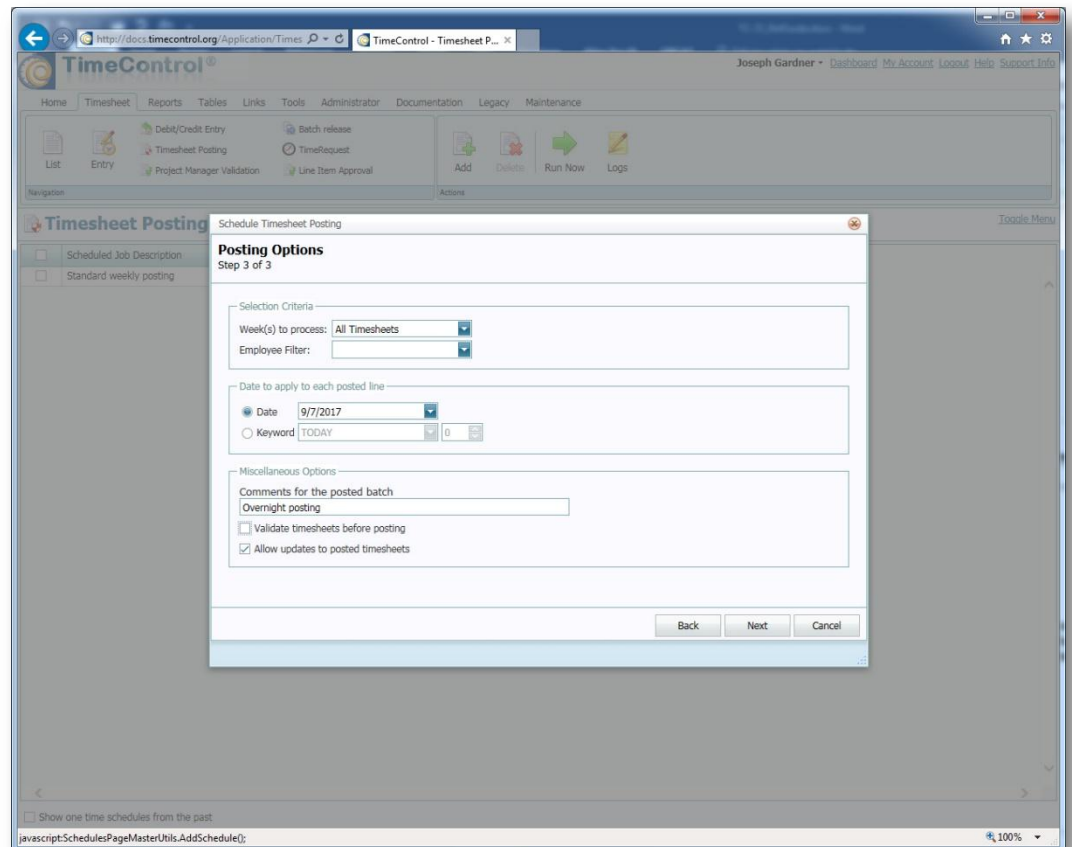 http://docs.timecontrol.org/Application/Times
TimeControl - Timesheet P... ×
TimeControl®
Joseph Gardner - Dashboard My Account Logout Help Support Info
Home Timesheet Reports Tables Links Tools Administrator Documentation Legacy Maintenance
List
Entry
Debit/Credit Entry
Timesheet Posting
Project Manager Validation
Batch release
TimeRequest
Line Item Approval
Add
Delete
Run Now
Logs
Navigation
Actions
Timesheet Posting
Toggle Menu
Scheduled Job Description
Standard weekly posting
Schedule Timesheet Posting
Posting Options
Step 3 of 3
Selection Criteria
Week(s) to process: All Timesheets
Employee Filter:
Date to apply to each posted line
Date 9/7/2017
Keyword TODAY 0
Miscellaneous Options
Comments for the posted batch
Overnight posting
Validate timesheets before posting
Allow updates to posted timesheets
Back Next Cancel
Show one time schedules from the past
javascript:SchedulesPageMasterUtils.AddSchedule();
100%